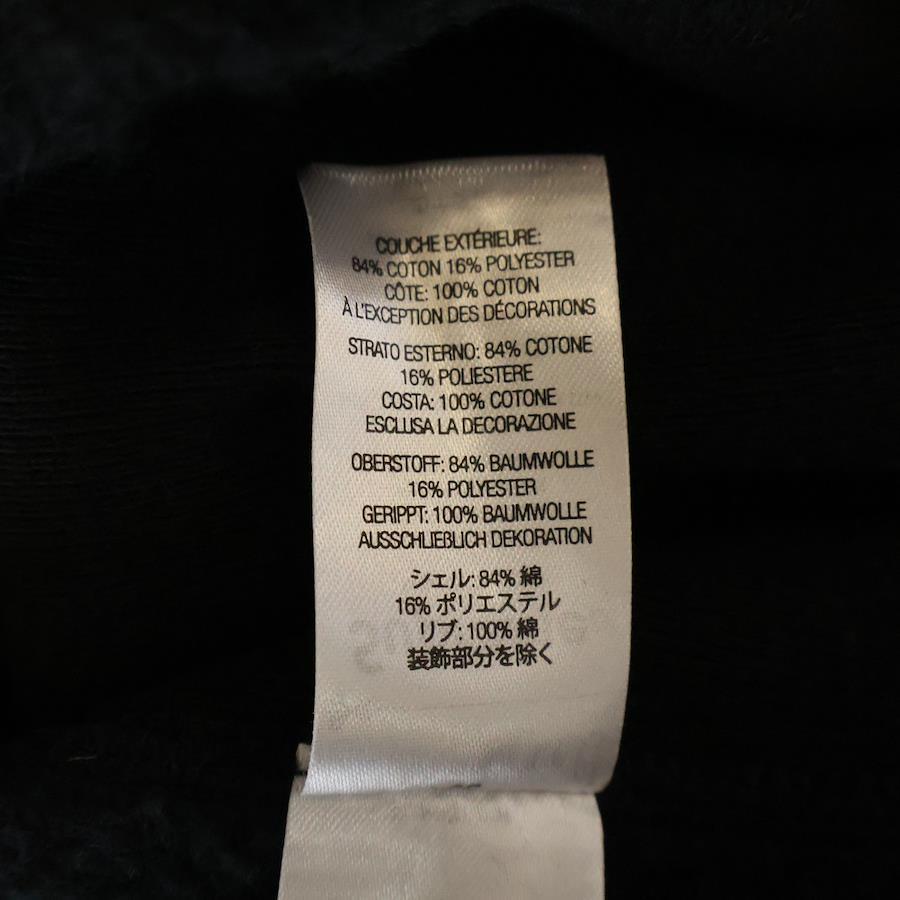 COUCHE EXTÉRIEURE:
84% COTON 16% POLYESTER
CÔTE: 100% COTON
À L'EXCEPTION DES DÉCORATIONS
STRATO ESTERNO: 84% COTONE
16% POLIESTERE
COSTA: 100% COTONE
ESCLUSA LA DECORAZIONE
OBERSTOFF: 84% BAUMWOLLE
16% POLYESTER
GERIPPT: 100% BAUMWOLLE
AUSSCHLIEßLICH DEKORATION
シェル: 84% 綿
16% ポリエステル
リブ: 100% 綿
装飾部分を除く